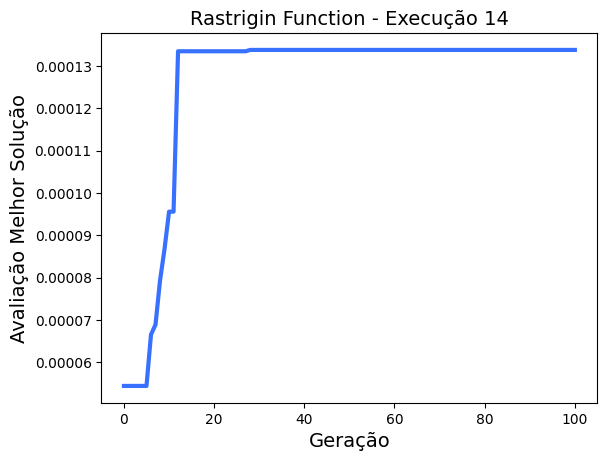 Rastrigin Function - Execução 14
Avaliação Melhor Solução
0.00013
0.00012
0.00011
0.00010
0.00009
0.00008
0.00007
0.00006
0 20 40 60 80 100
Geração